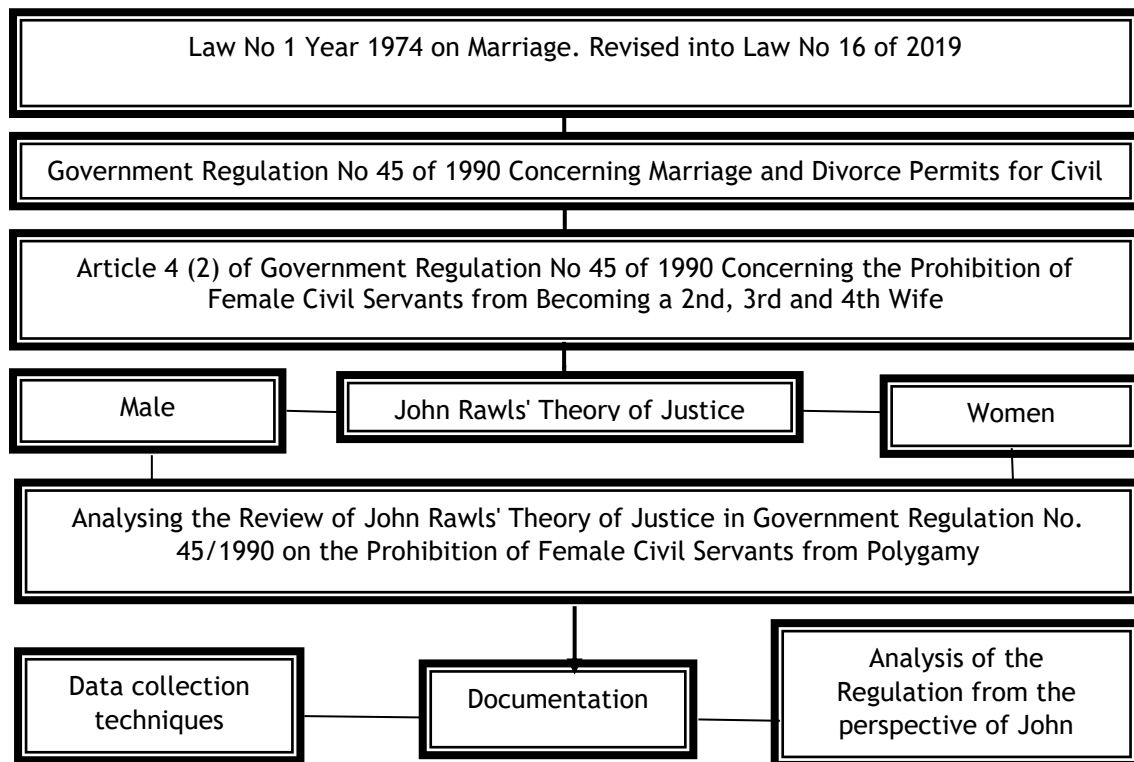 Law No 1 Year 1974 on Marriage. Revised into Law No 16 of 2019
Government Regulation No 45 of 1990 Concerning Marriage and Divorce Permits for Civil
Article 4 (2) of Government Regulation No 45 of 1990 Concerning the Prohibition of
Female Civil Servants from Becoming a 2nd, 3rd and 4th Wife
Male
John Rawls' Theory of Justice
Women
Analysing the Review of John Rawls' Theory of Justice in Government Regulation No.
45/1990 on the Prohibition of Female Civil Servants from Polygamy
Data collection
techniques
Documentation
Analysis of the
Regulation from the
perspective of John